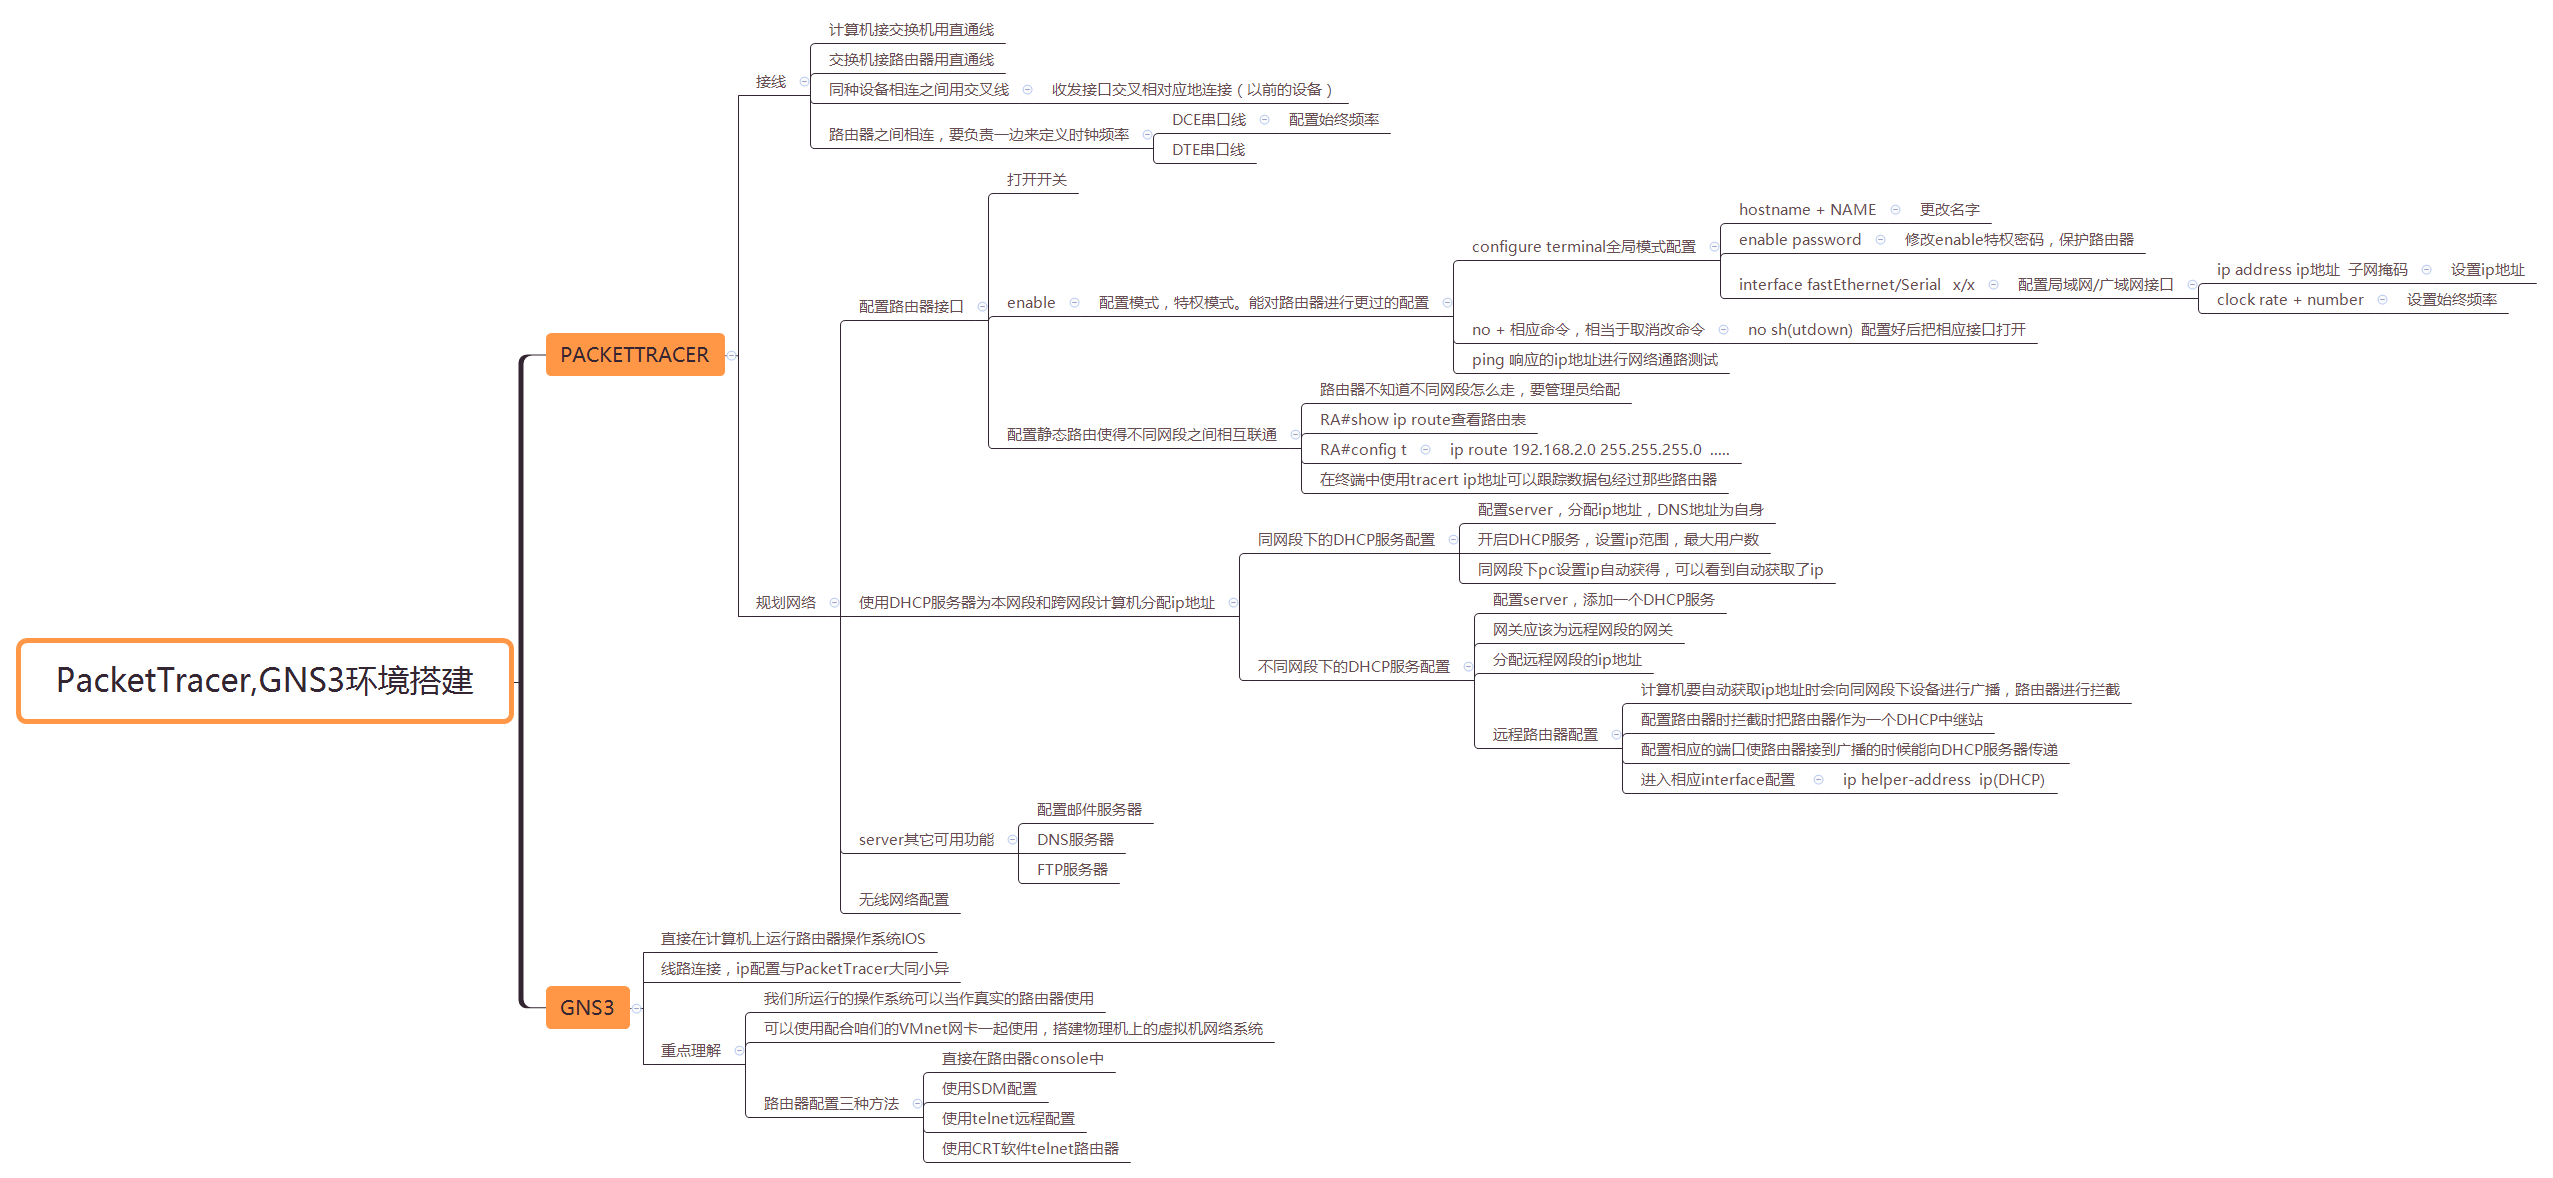 PacketTracer,GNS3环境搭建
PACKETTRACER
接线
计算机接交换机用直通线
交换机接路由器用直通线
同种设备相连之间用交叉线
收发接口交叉相对应地连接（以前的设备）
路由器之间相连，要负责一边来定义时钟频率
DCE串口线
配置始终频率
DTE串口线
规划网络
配置路由器接口
打开开关
enable
配置模式，特权模式。能对路由器进行更过的配置
configure terminal全局模式配置
hostname + NAME
更改名字
enable password
修改enable特权密码，保护路由器
interface fastEthernet/Serial x/x
配置局域网/广域网接口
ip address ip地址 子网掩码
设置ip地址
clock rate + number
设置始终频率
no + 相应命令，相当于取消改命令
no sh(utdown) 配置好后把相应接口打开
ping 响应的ip地址进行网络通路测试
配置静态路由使得不同网段之间相互联通
路由器不知道不同网段怎么走，要管理员给配
RA#show ip route查看路由表
RA#config t
ip route 192.168.2.0 255.255.255.0 .....
在终端中使用tracert ip地址可以跟踪数据包经过那些路由器
使用DHCP服务器为本网段和跨网段计算机分配ip地址
同网段下的DHCP服务配置
配置server，分配ip地址，DNS地址为自身
开启DHCP服务，设置ip范围，最大用户数
同网段下pc设置ip自动获得，可以看到自动获取了ip
不同网段下的DHCP服务配置
配置server，添加一个DHCP服务
网关应该为远程网段的网关
分配远程网段的ip地址
远程路由器配置
计算机要自动获取ip地址时会向同网段下设备进行广播，路由器进行拦截
配置路由器时拦截时把路由器作为一个DHCP中继站
配置相应的端口使路由器接到广播的时候能向DHCP服务器传递
进入相应interface配置
ip helper-address ip(DHCP)
server其它可用功能
配置邮件服务器
DNS服务器
FTP服务器
无线网络配置
GNS3
直接在计算机上运行路由器操作系统IOS
线路连接，ip配置与PacketTracer大同小异
重点理解
我们所运行的操作系统可以当作真实的路由器使用
可以使用配合咱们的VMnet网卡一起使用，搭建物理机上的虚拟机网络系统
路由器配置三种方法
直接在路由器console中
使用SDM配置
使用telnet远程配置
使用CRT软件telnet路由器